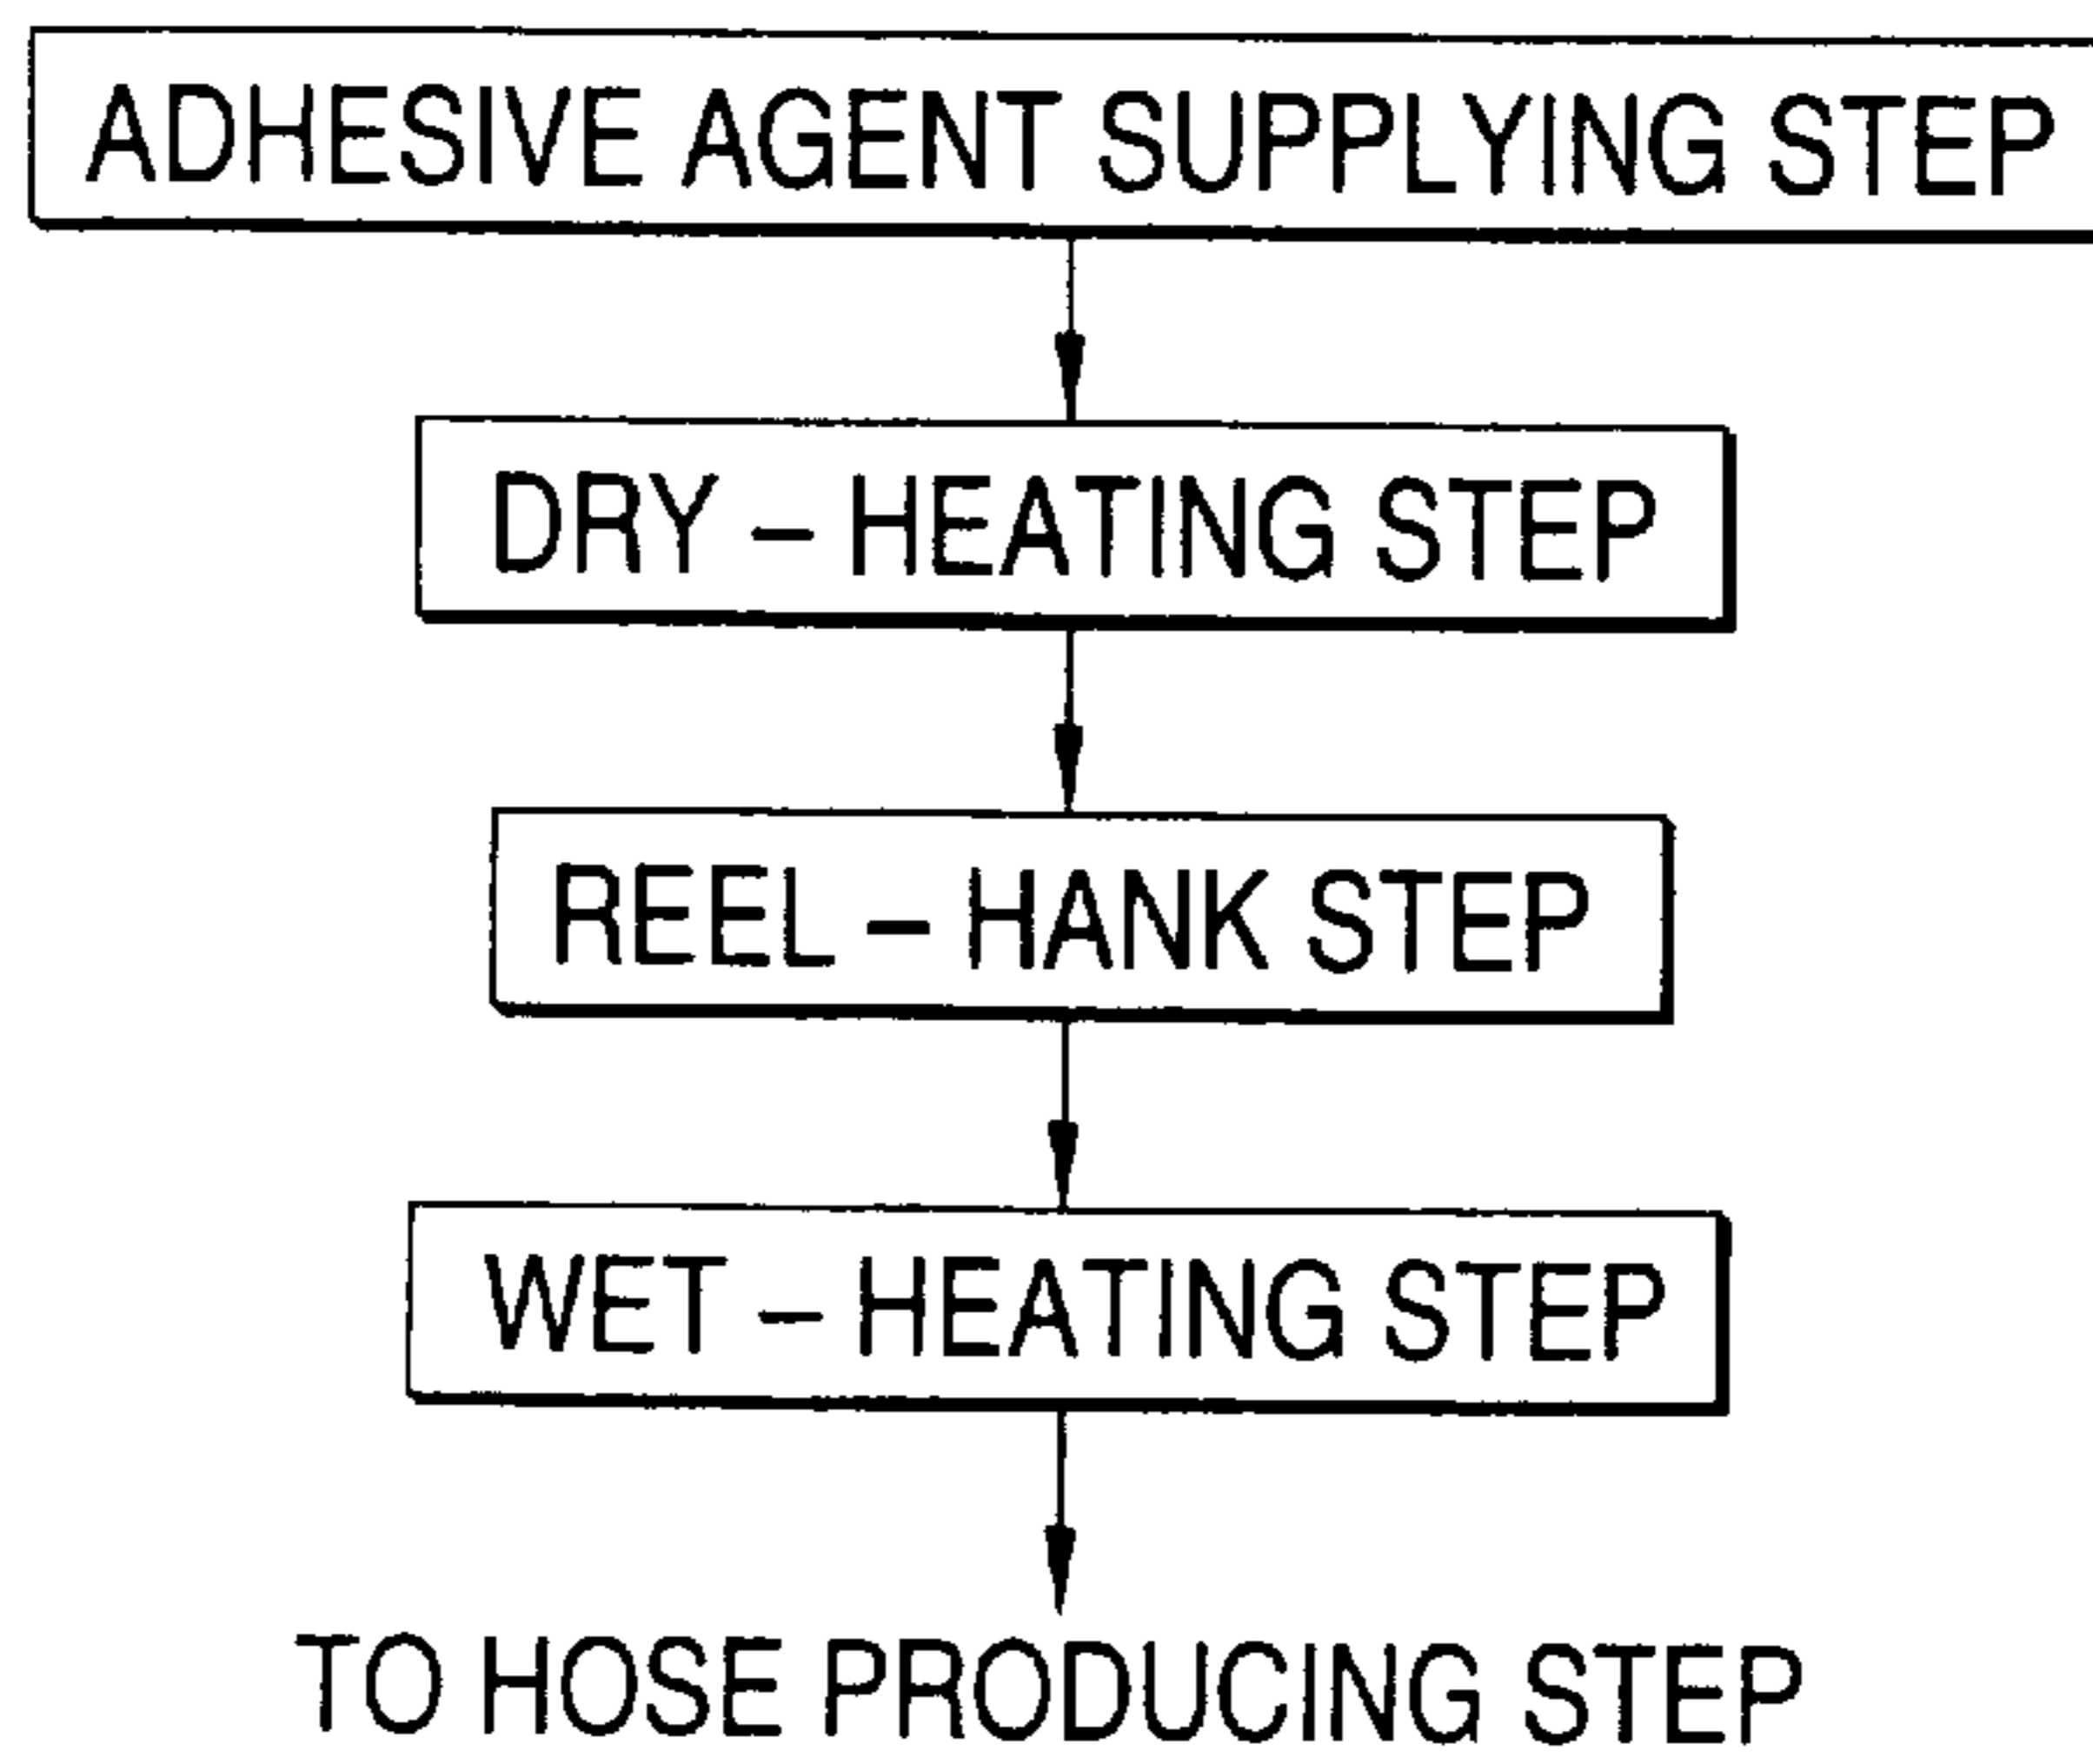 ADHESIVE AGENT SUPPLYING STEP
DRY – HEATING STEP
REEL – HANK STEP
WET – HEATING STEP
TO HOSE PRODUCING STEP